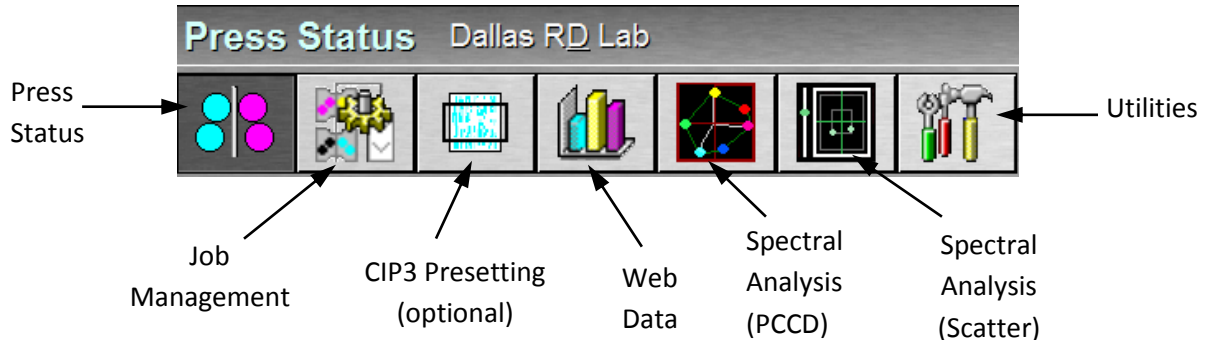 Press Status Dallas RD Lab
Press
Status
Utilities
Job
Management
CIP3 Presetting
(optional)
Web
Data
Spectral
Analysis
(PCCD)
Spectral
Analysis
(Scatter)